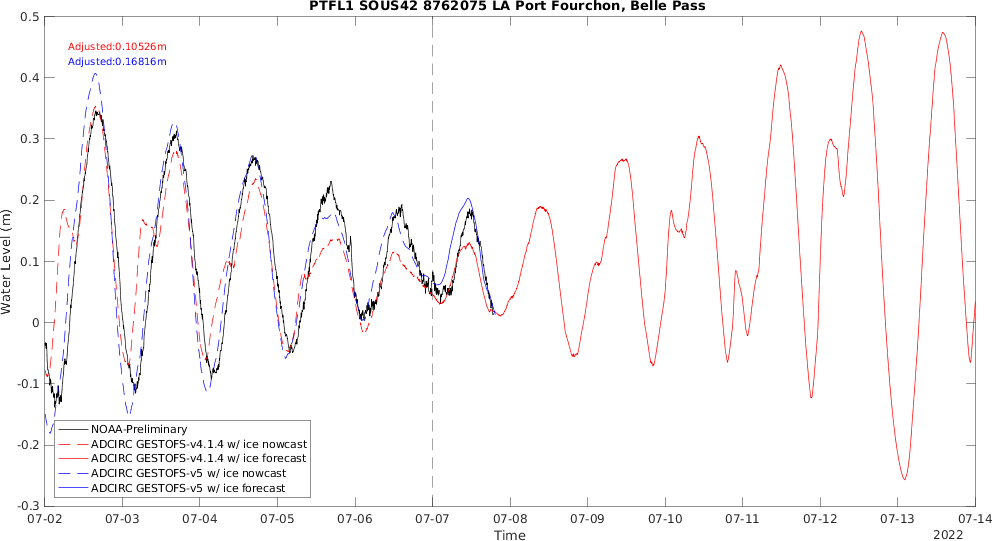 PTFL1 SOUS42 8762075 LA Port Fourchon, Belle Pass
0.5
0.4
0.3
0.2
0.1
0
-0.1
-0.2
-0.3
Water Level (m)
Adjusted:0.10526m
Adjusted:0.16816m
NOAA-Preliminary
ADCIRC GESTOFS-v4.1.4 w/ ice nowcast
ADCIRC GESTOFS-v4.1.4 w/ ice forecast
ADCIRC GESTOFS-v5 w/ ice nowcast
ADCIRC GESTOFS-v5 w/ ice forecast
07-02 07-03 07-04 07-05 07-06 07-07 07-08 07-09 07-10 07-11 07-12 07-13 07-14
Time
2022